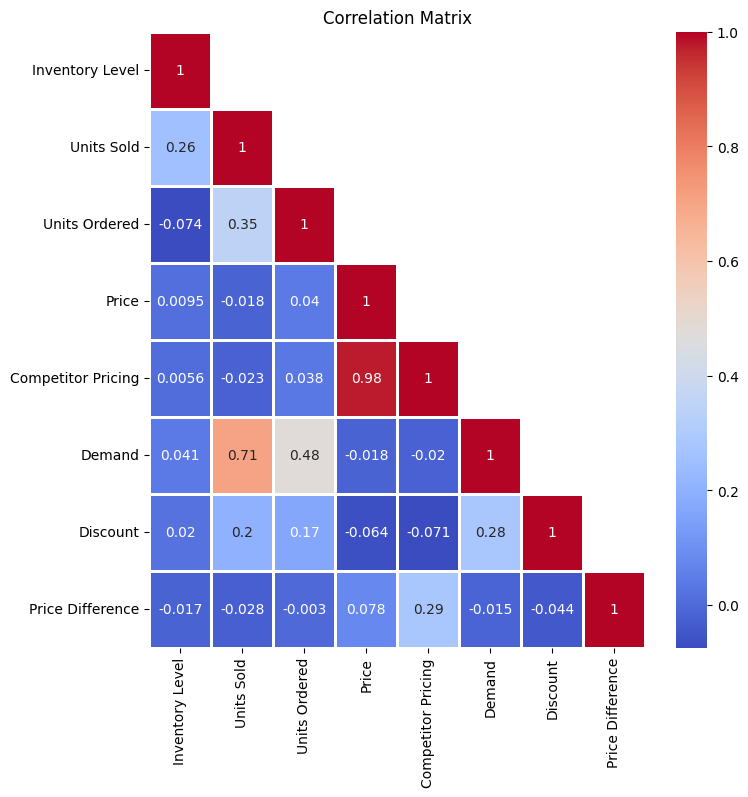 Correlation Matrix
Inventory Level 1
Units Sold 0.26 1
Units Ordered -0.074 0.35 1
Price 0.0095 -0.018 0.04 1
Competitor Pricing 0.0056 -0.023 0.038 0.98 1
Demand 0.041 0.71 0.48 -0.018 -0.02 1
Discount 0.02 0.2 0.17 -0.064 -0.071 0.28 1
Price Difference -0.017 -0.028 -0.003 0.078 0.29 -0.015 -0.044 1
Inventory Level
Units Sold
Units Ordered
Price
Competitor Pricing
Demand
Discount
Price Difference
1.0
0.8
0.6
0.4
0.2
0.0